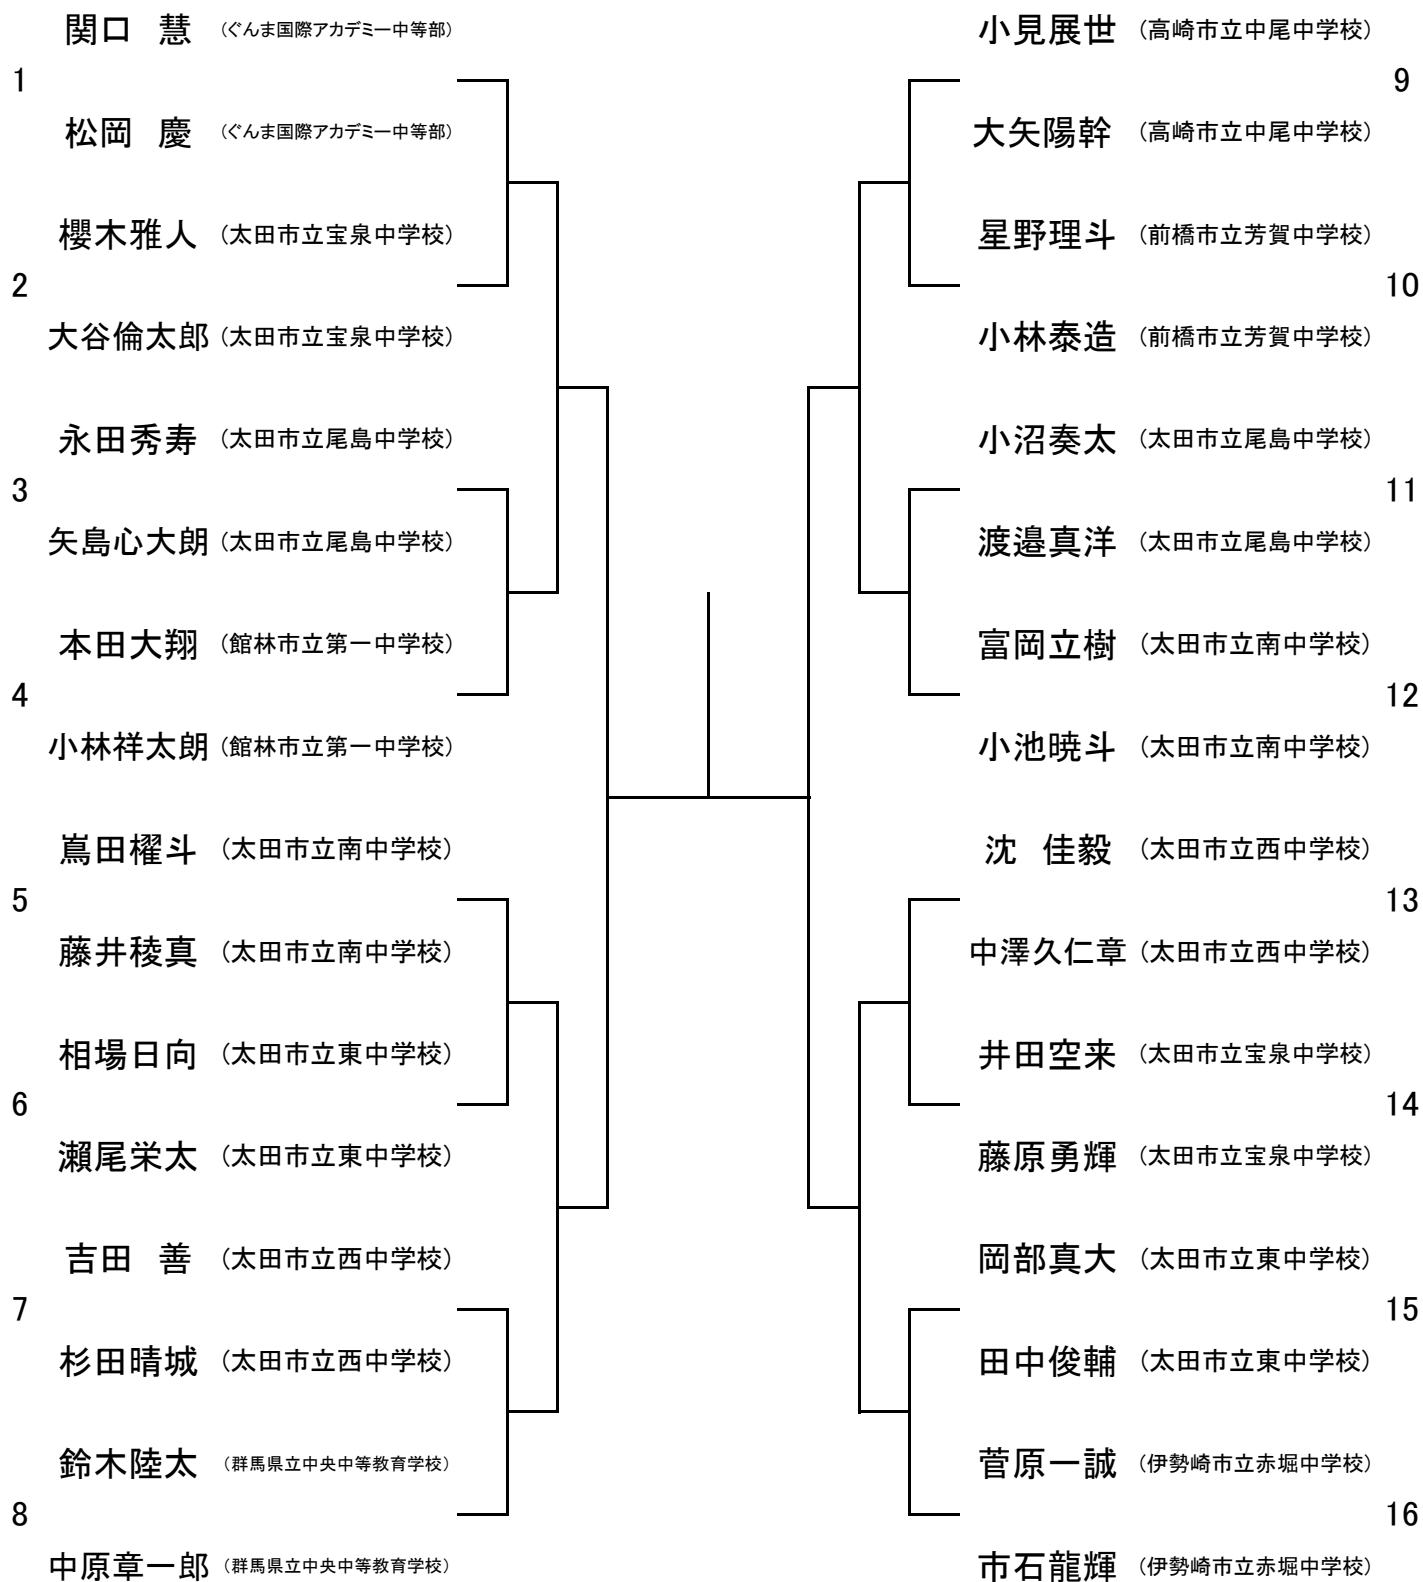 関口　慧 （ぐんま国際アカデミー中等部）
1
松岡　慶 （ぐんま国際アカデミー中等部）
櫻木雅人 （太田市立宝泉中学校）
2
大谷倫太郎 （太田市立宝泉中学校）
永田秀寿 （太田市立尾島中学校）
3
矢島心大朗 （太田市立尾島中学校）
本田大翔 （館林市立第一中学校）
4
小林祥太朗 （館林市立第一中学校）
嶌田櫂斗 （太田市立南中学校）
5
藤井稜真 （太田市立南中学校）
相場日向 （太田市立東中学校）
6
瀬尾栄太 （太田市立東中学校）
吉田　善 （太田市立西中学校）
7
杉田晴城 （太田市立西中学校）
鈴木陸太 （群馬県立中央中等教育学校）
8
中原章一郎 （群馬県立中央中等教育学校）
小見展世 （高崎市立中尾中学校）
9
大矢陽幹 （高崎市立中尾中学校）
星野理斗 （前橋市立芳賀中学校）
10
小林泰造 （前橋市立芳賀中学校）
小沼奏太 （太田市立尾島中学校）
11
渡邉真洋 （太田市立尾島中学校）
富岡立樹 （太田市立南中学校）
12
小池暁斗 （太田市立南中学校）
沈　佳毅 （太田市立西中学校）
13
中澤久仁章 （太田市立西中学校）
井田空来 （太田市立宝泉中学校）
14
藤原勇輝 （太田市立宝泉中学校）
岡部真大 （太田市立東中学校）
15
田中俊輔 （太田市立東中学校）
菅原一誠 （伊勢崎市立赤堀中学校）
16
市石龍輝 （伊勢崎市立赤堀中学校）